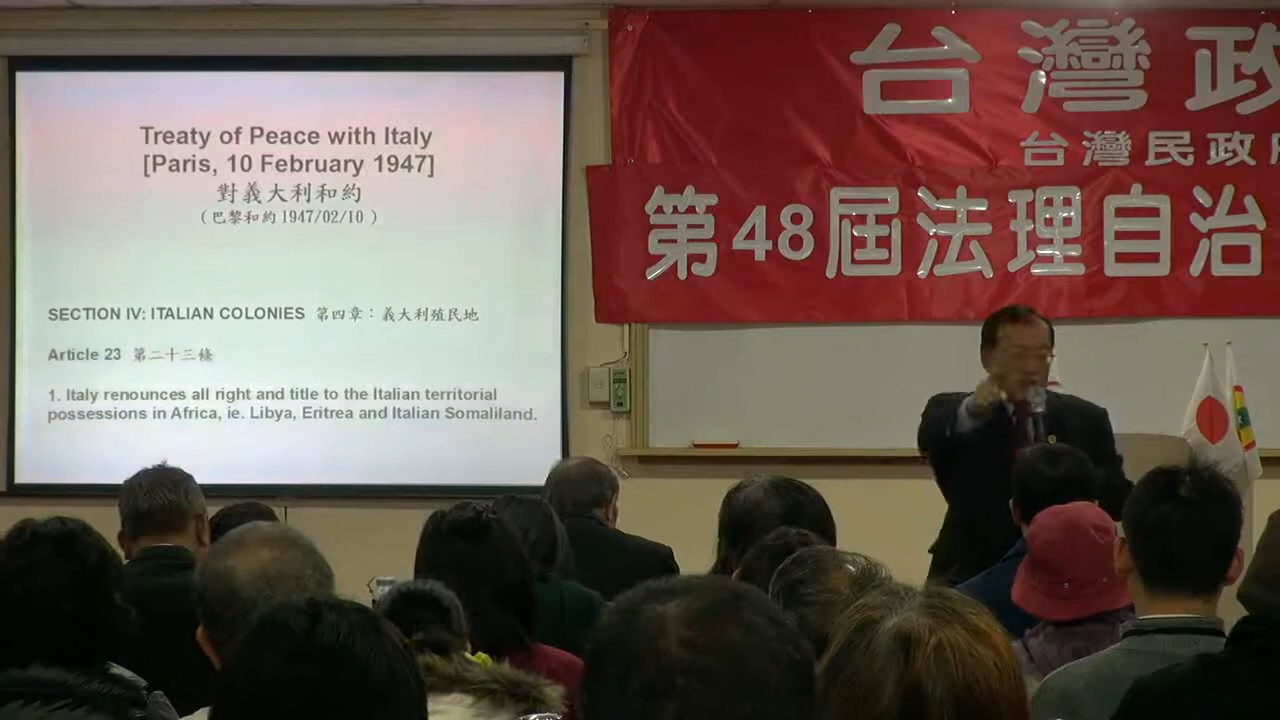 Treaty of Peace with Italy
[Paris, 10 February 1947]
對義大利和約
(巴黎和約 1947/02/10 )
SECTION IV: ITALIAN COLONIES 第四章：義大利殖民地
Article 23 第二十三條
1. Italy renounces all right and title to the Italian territorial
possessions in Africa, ie. Libya, Eritrea and Italian Somaliland.
台灣政
台灣民政府
第48屆法理自治